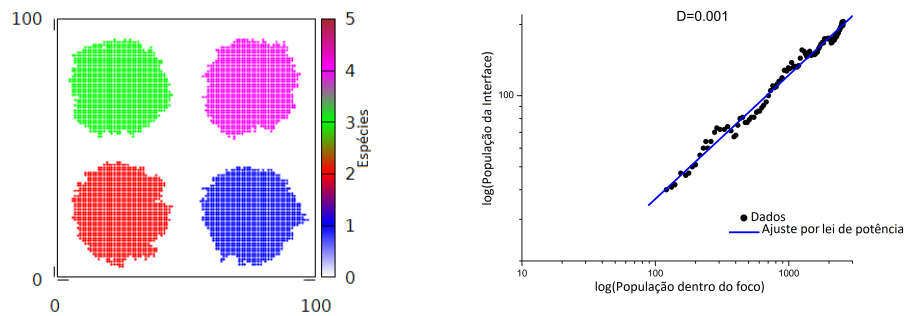 100
0
0
100
5
4
3
2
1
0
Espécies
D=0.001
log(População da Interface)
100
10
100
1000
log(População dentro do foco)
Dados
Ajuste por lei de potência